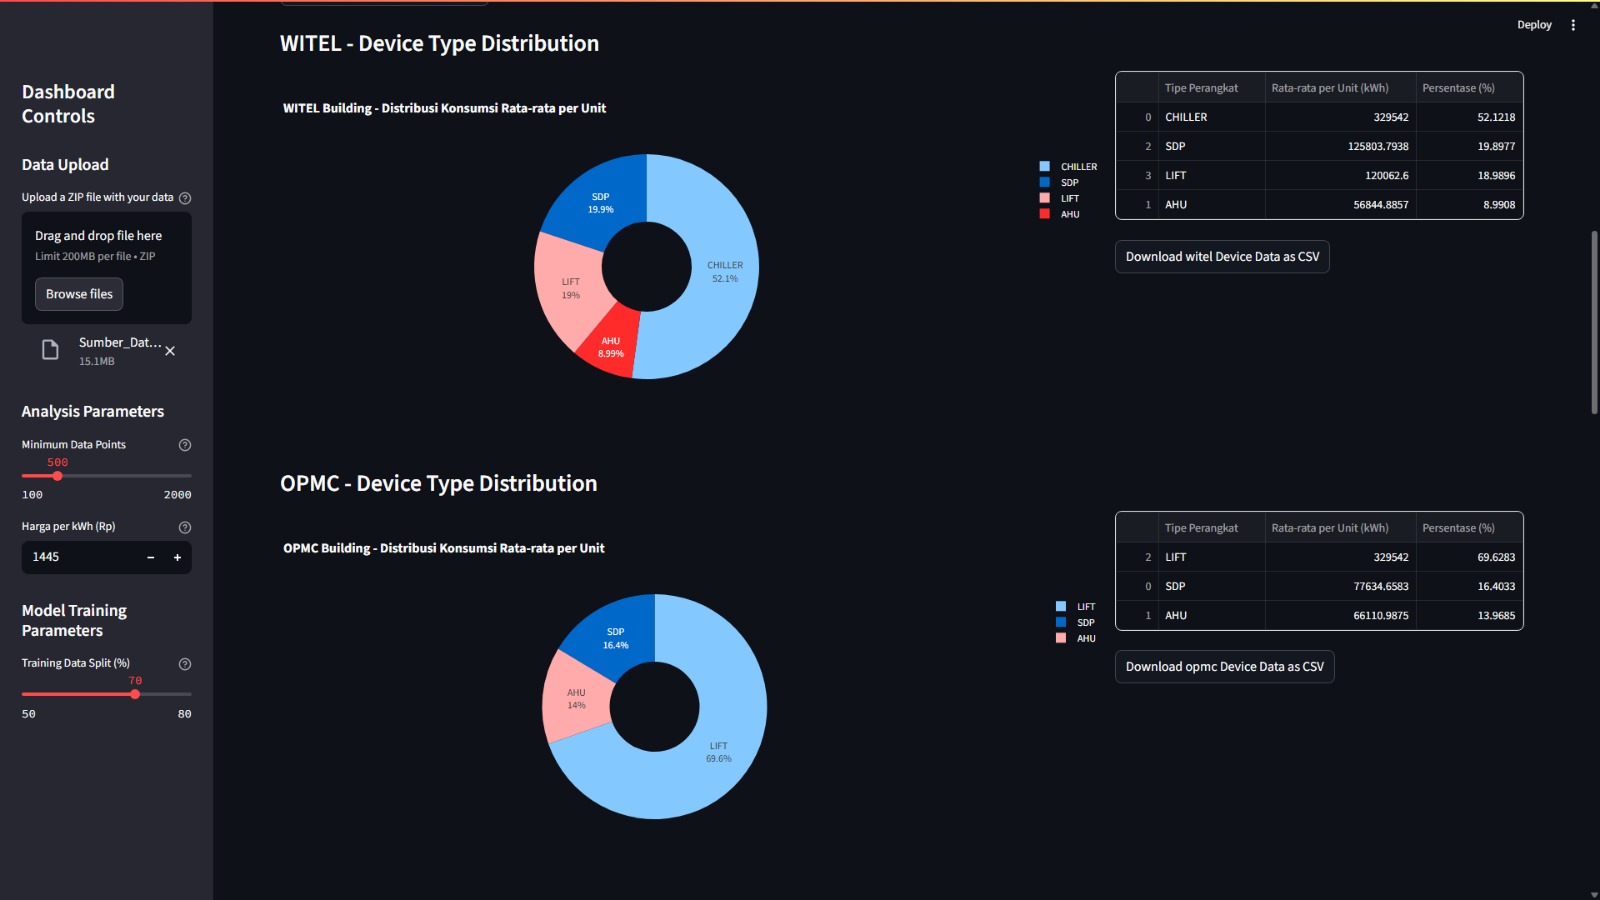 Deploy
Dashboard
Controls
Data Upload
Upload a ZIP file with your data
Drag and drop file here
Limit 200MB per file • ZIP
Browse files
Sumber_Dat...
15.1MB
Analysis Parameters
Minimum Data Points
500
100 2000
Harga per kWh (Rp)
1445 − +
Model Training
Parameters
Training Data Split (%)
70
50 80
WITEL - Device Type Distribution
WITEL Building - Distribusi Konsumsi Rata-rata per Unit
SDP
19.9%
CHILLER
52.1%
LIFT
19%
AHU
8.99%
CHILLER
SDP
LIFT
AHU
Tipe Perangkat Rata-rata per Unit (kWh) Persentase (%)
0 CHILLER 329542 52.1218
2 SDP 125803.7938 19.8977
3 LIFT 120062.6 18.9896
1 AHU 56844.8857 8.9908
Download witel Device Data as CSV
OPMC - Device Type Distribution
OPMC Building - Distribusi Konsumsi Rata-rata per Unit
SDP
16.4%
AHU
14%
LIFT
69.6%
LIFT
SDP
AHU
Tipe Perangkat Rata-rata per Unit (kWh) Persentase (%)
2 LIFT 329542 69.6283
0 SDP 77634.6583 16.4033
1 AHU 66110.9875 13.9685
Download opmc Device Data as CSV